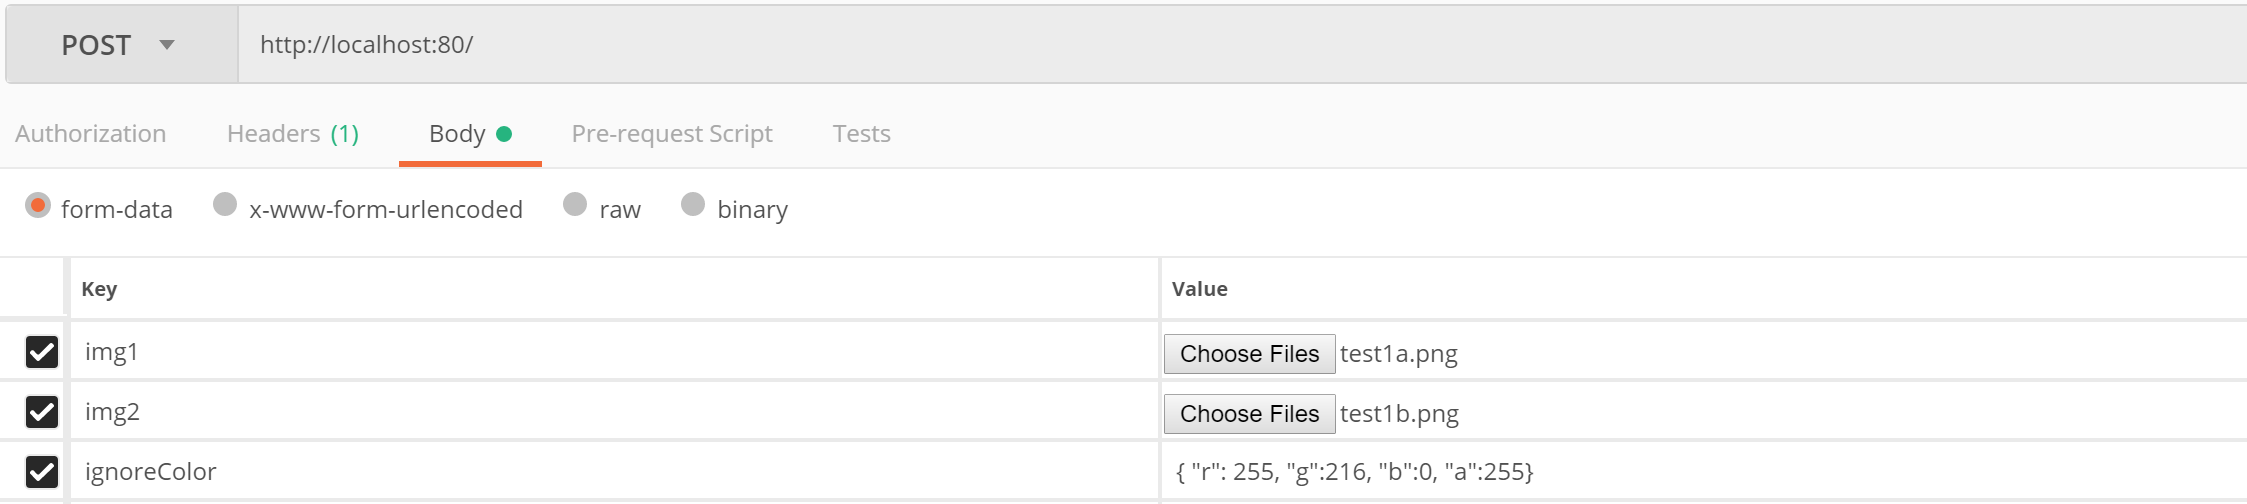 POST http://localhost:80/
Authorization Headers (1) Body Pre-request Script Tests
form-data x-www-form-urlencoded raw binary
Key Value
img1 Choose Files test1a.png
img2 Choose Files test1b.png
ignoreColor { "r": 255, "g":216, "b":0, "a":255}